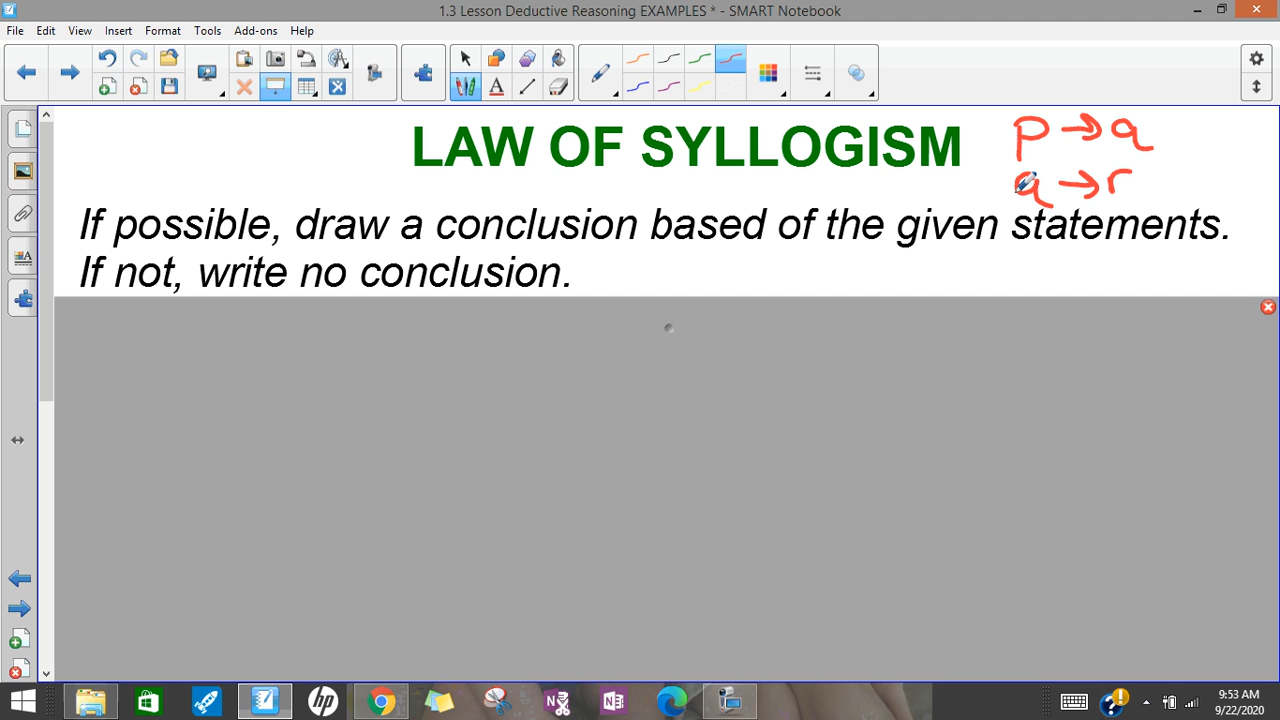 1.3 Lesson Deductive Reasoning EXAMPLES * - SMART Notebook
File Edit View Insert Format Tools Add-ons Help
LAW OF SYLLOGISM
p → q
q → r
If possible, draw a conclusion based of the given statements.
If not, write no conclusion.
9:53 AM
9/22/2020